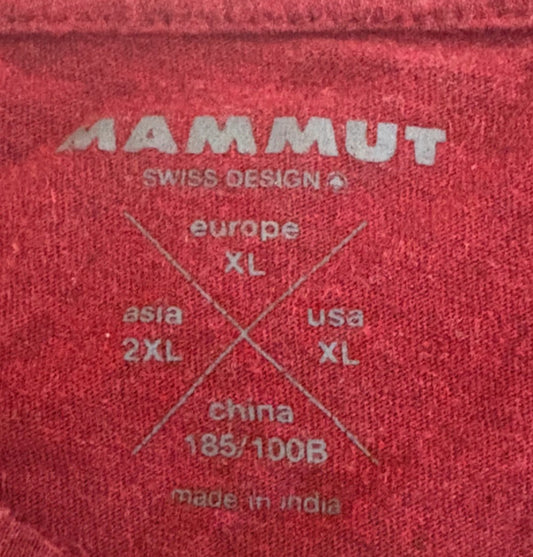 MAMMUT
SWISS DESIGN
europe
XL
asia
2XL
usa
XL
china
185/100B
made in india